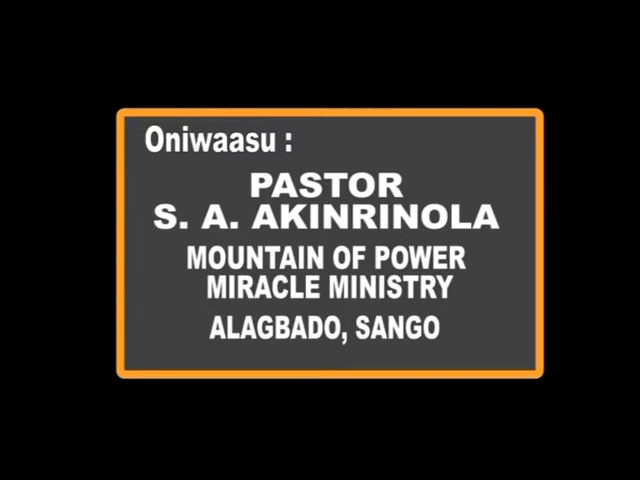 Oniwaasu :
PASTOR
S. A. AKINRINOLA
MOUNTAIN OF POWER
MIRACLE MINISTRY
ALAGBADO, SANGO